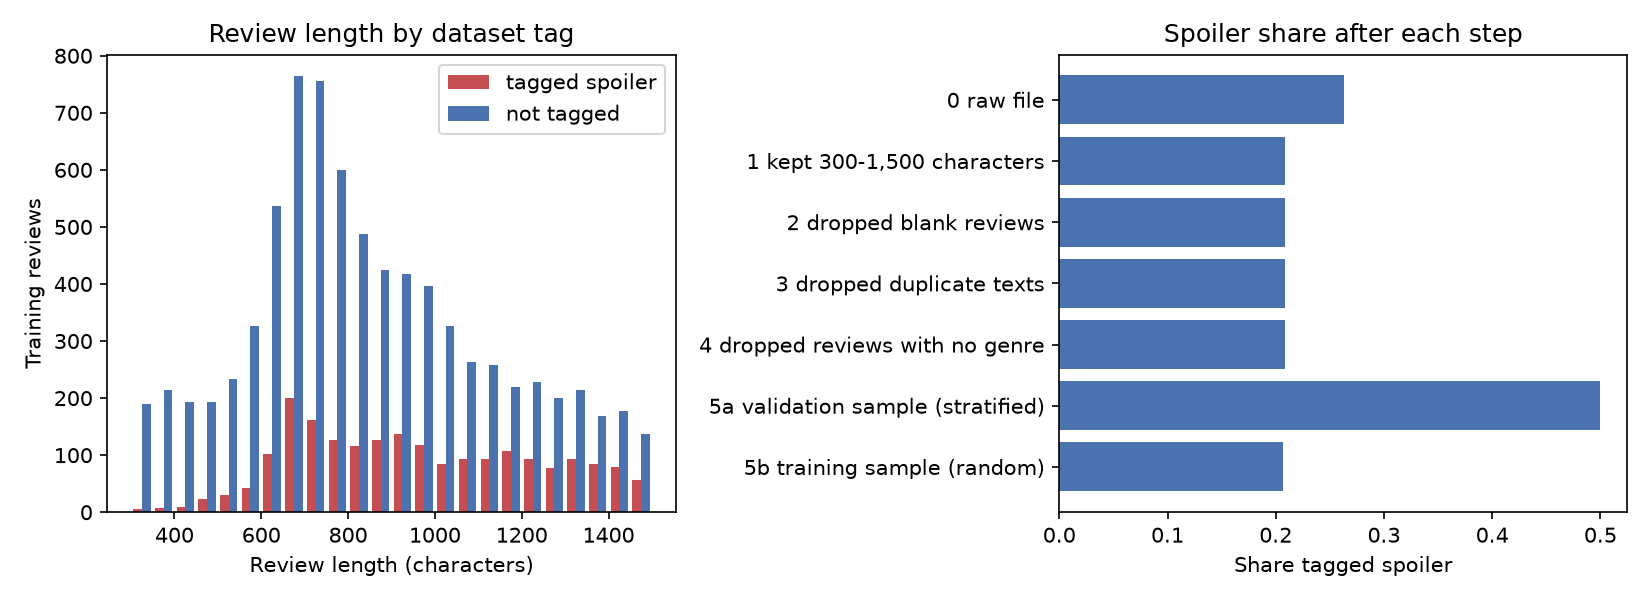 Review length by dataset tag
800
700
600
500
400
300
200
100
0
Training reviews
tagged spoiler
not tagged
400 600 800 1000 1200 1400
Review length (characters)
Spoiler share after each step
0 raw file
1 kept 300-1,500 characters
2 dropped blank reviews
3 dropped duplicate texts
4 dropped reviews with no genre
5a validation sample (stratified)
5b training sample (random)
0.0 0.1 0.2 0.3 0.4 0.5
Share tagged spoiler